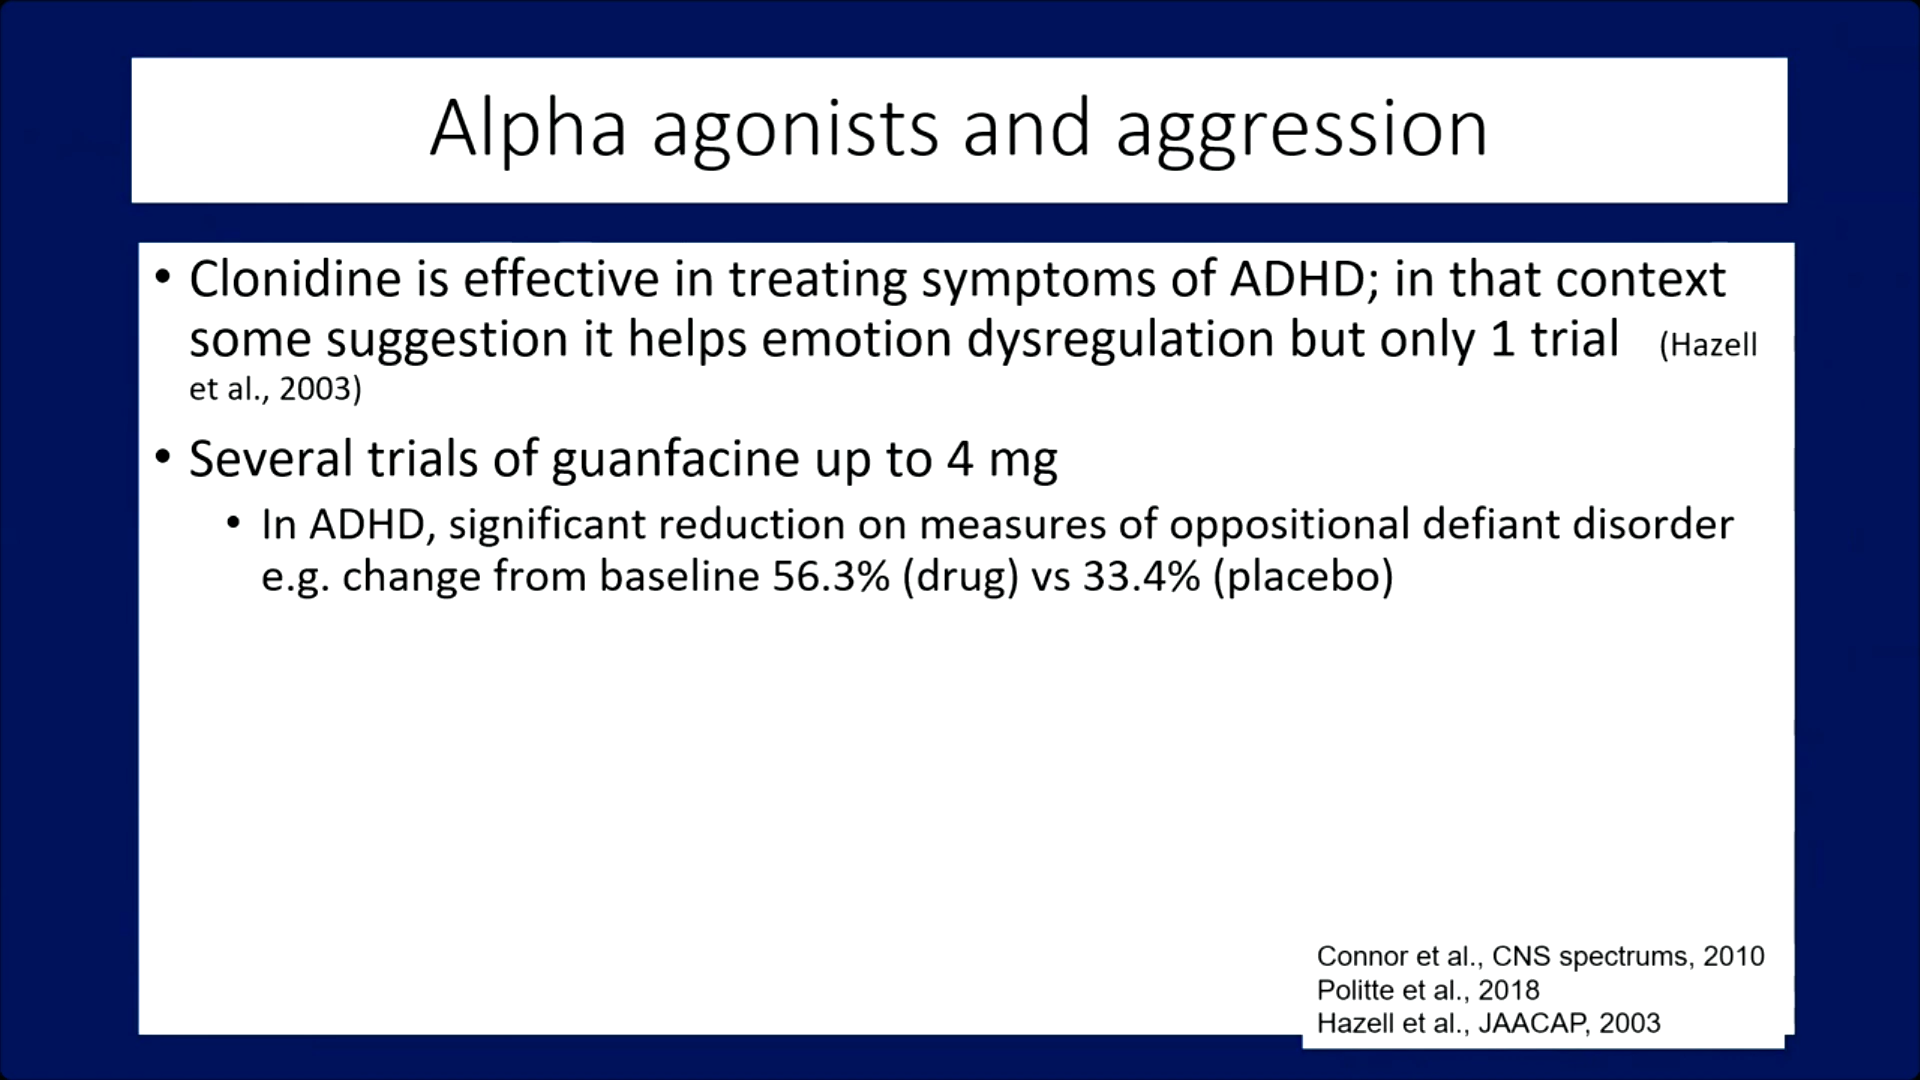 Alpha agonists and aggression
• Clonidine is effective in treating symptoms of ADHD; in that context
some suggestion it helps emotion dysregulation but only 1 trial (Hazell
et al., 2003)
• Several trials of guanfacine up to 4 mg
• In ADHD, significant reduction on measures of oppositional defiant disorder
e.g. change from baseline 56.3% (drug) vs 33.4% (placebo)
Connor et al., CNS spectrums, 2010
Politte et al., 2018
Hazell et al., JAACAP, 2003